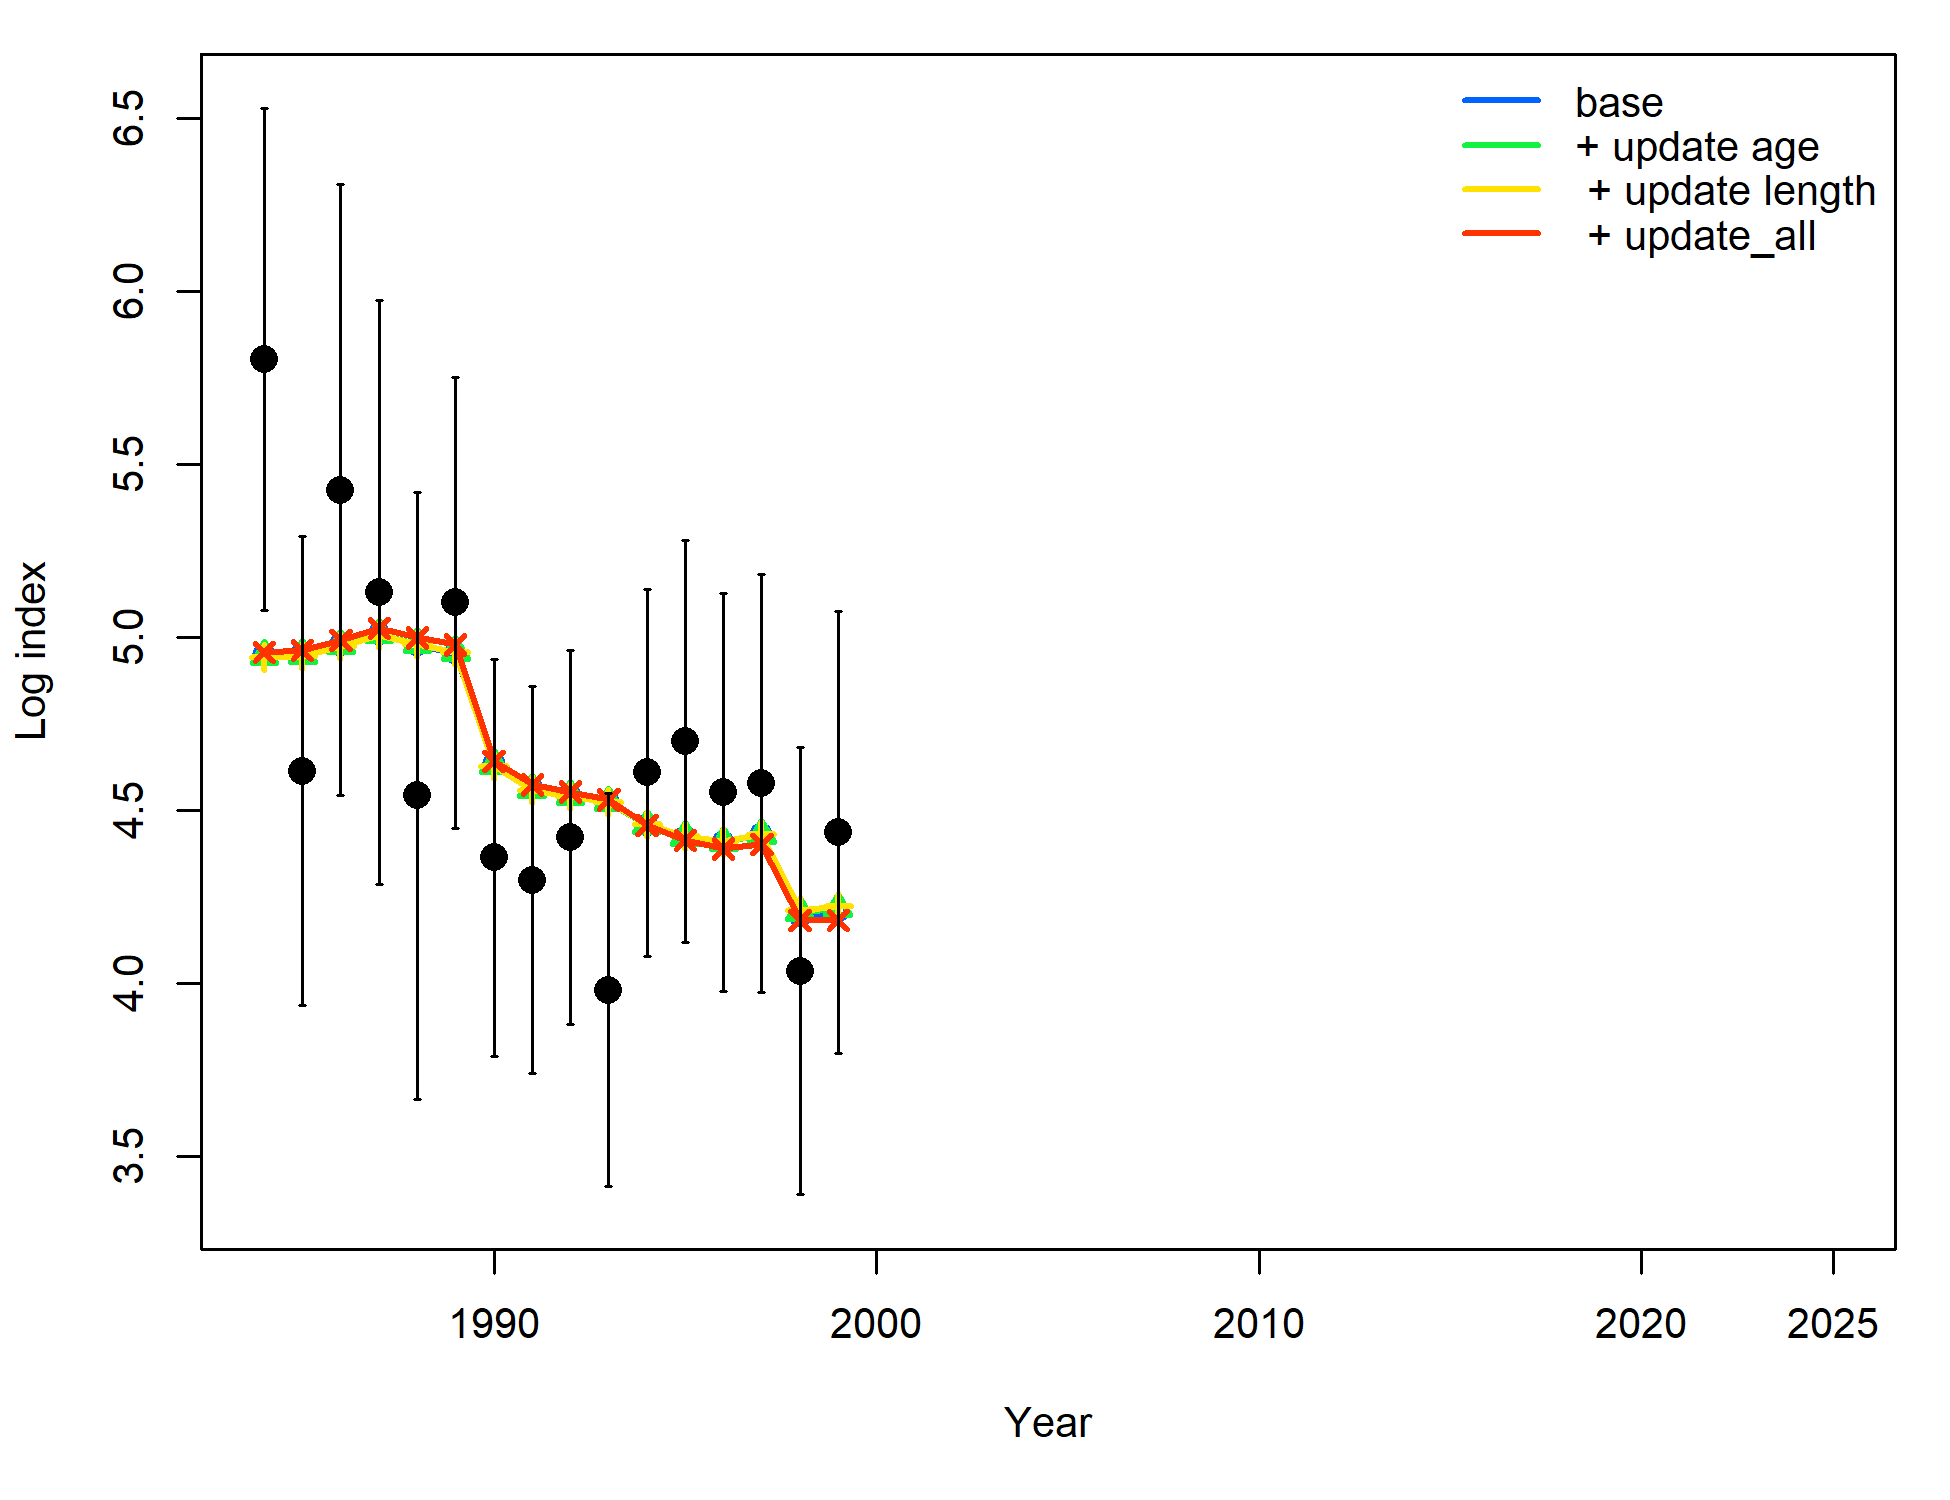 base
+ update age
+ update length
+ update_all
6.5
6.0
5.5
5.0
4.5
4.0
3.5
Log index
1990 2000 2010 2020 2025
Year